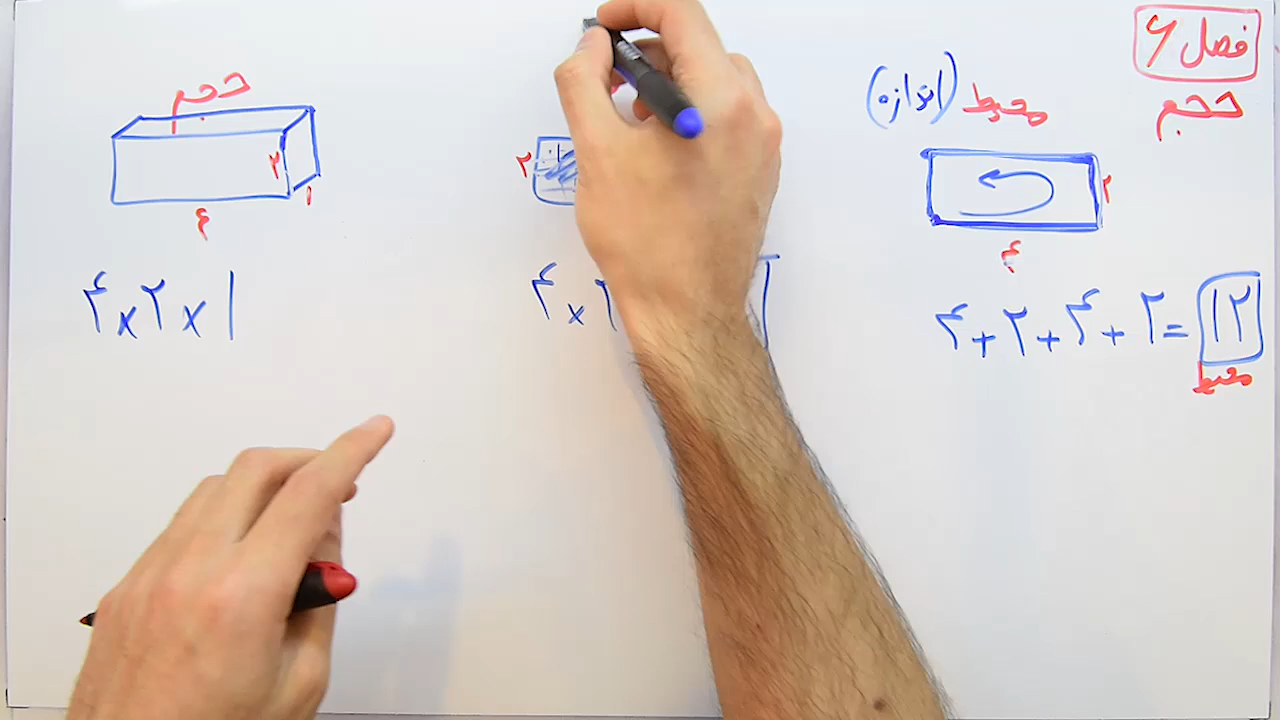 فصل ۶
حجم
محیط (اندازه)
۲
۴
۴ + ۲ + ۴ + ۲ = ۱۲
محیط
۲
۴ ×
حجم
۲
۱
۴
۴ × ۲ × ۱